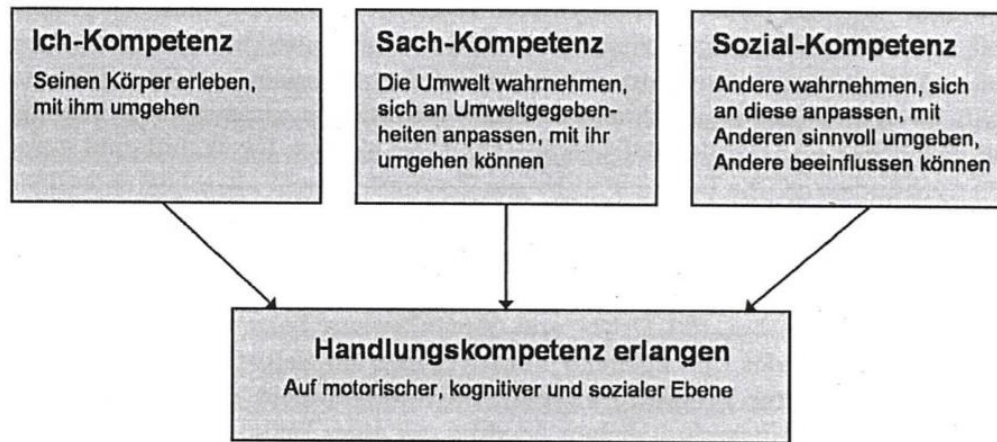 Ich-Kompetenz
Seinen Körper erleben,
mit ihm umgehen
Sach-Kompetenz
Die Umwelt wahrnehmen,
sich an Umweltgegeben-
heiten anpassen, mit ihr
umgehen können
Sozial-Kompetenz
Andere wahrnehmen, sich
an diese anpassen, mit
Anderen sinnvoll umgeben,
Andere beeinflussen können
Handlungskompetenz erlangen
Auf motorischer, kognitiver und sozialer Ebene